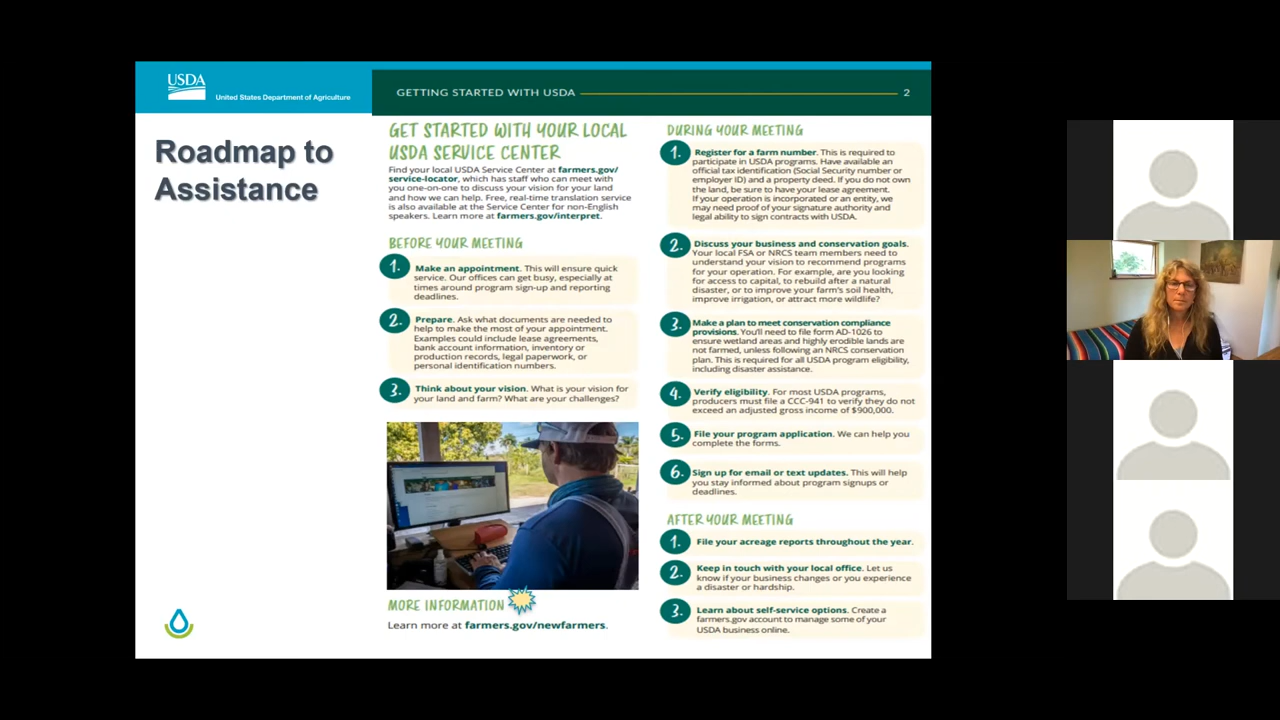 USDA
United States Department of Agriculture
Roadmap to
Assistance
GETTING STARTED WITH USDA
2
GET STARTED WITH YOUR LOCAL
USDA SERVICE CENTER
Find your local USDA Service Center at farmers.gov/
service-locator, which has staff who can meet with
you one-on-one to discuss your vision for your land
and how we can help. Free, real-time translation service
is also available at the Service Center for non-English
speakers. Learn more at farmers.gov/interpret.
BEFORE YOUR MEETING
1. Make an appointment. This will ensure quick
service. Our offices can get busy, especially at
times around program sign-up and reporting
deadlines.
2. Prepare. Ask what documents are needed to
help to make the most of your appointment.
Examples could include lease agreements,
bank account information, inventory or
production records, legal paperwork, or
personal identification numbers.
3. Think about your vision. What is your vision for
your land and farm? What are your challenges?
MORE INFORMATION
Learn more at farmers.gov/newfarmers.
DURING YOUR MEETING
1. Register for a farm number. This is required to
participate in USDA programs. Have available an
official tax identification (Social Security number or
employer ID) and a property deed. If you do not own
the land, be sure to have your lease agreement.
If your operation is incorporated or an entity, we
may need proof of your signature authority and
legal ability to sign contracts with USDA.
2. Discuss your business and conservation goals.
Your local FSA or NRCS team members need to
understand your vision to recommend programs
for your operation. For example, are you looking
for access to capital, to rebuild after a natural
disaster, or to improve your farm's soil health,
improve irrigation, or attract more wildlife?
3. Make a plan to meet conservation compliance
provisions. You'll need to file form AD-1026 to
ensure wetland areas and highly erodible lands are
not farmed, unless following an NRCS conservation
plan. This is required for all USDA program eligibility,
including disaster assistance.
4. Verify eligibility. For most USDA programs,
producers must file a CCC-941 to verify they do not
exceed an adjusted gross income of $900,000.
5. File your program application. We can help you
complete the forms.
6. Sign up for email or text updates. This will help
you stay informed about program signups or
deadlines.
AFTER YOUR MEETING
1. File your acreage reports throughout the year.
2. Keep in touch with your local office. Let us
know if your business changes or you experience
a disaster or hardship.
3. Learn about self-service options. Create a
farmers.gov account to manage some of your
USDA business online.